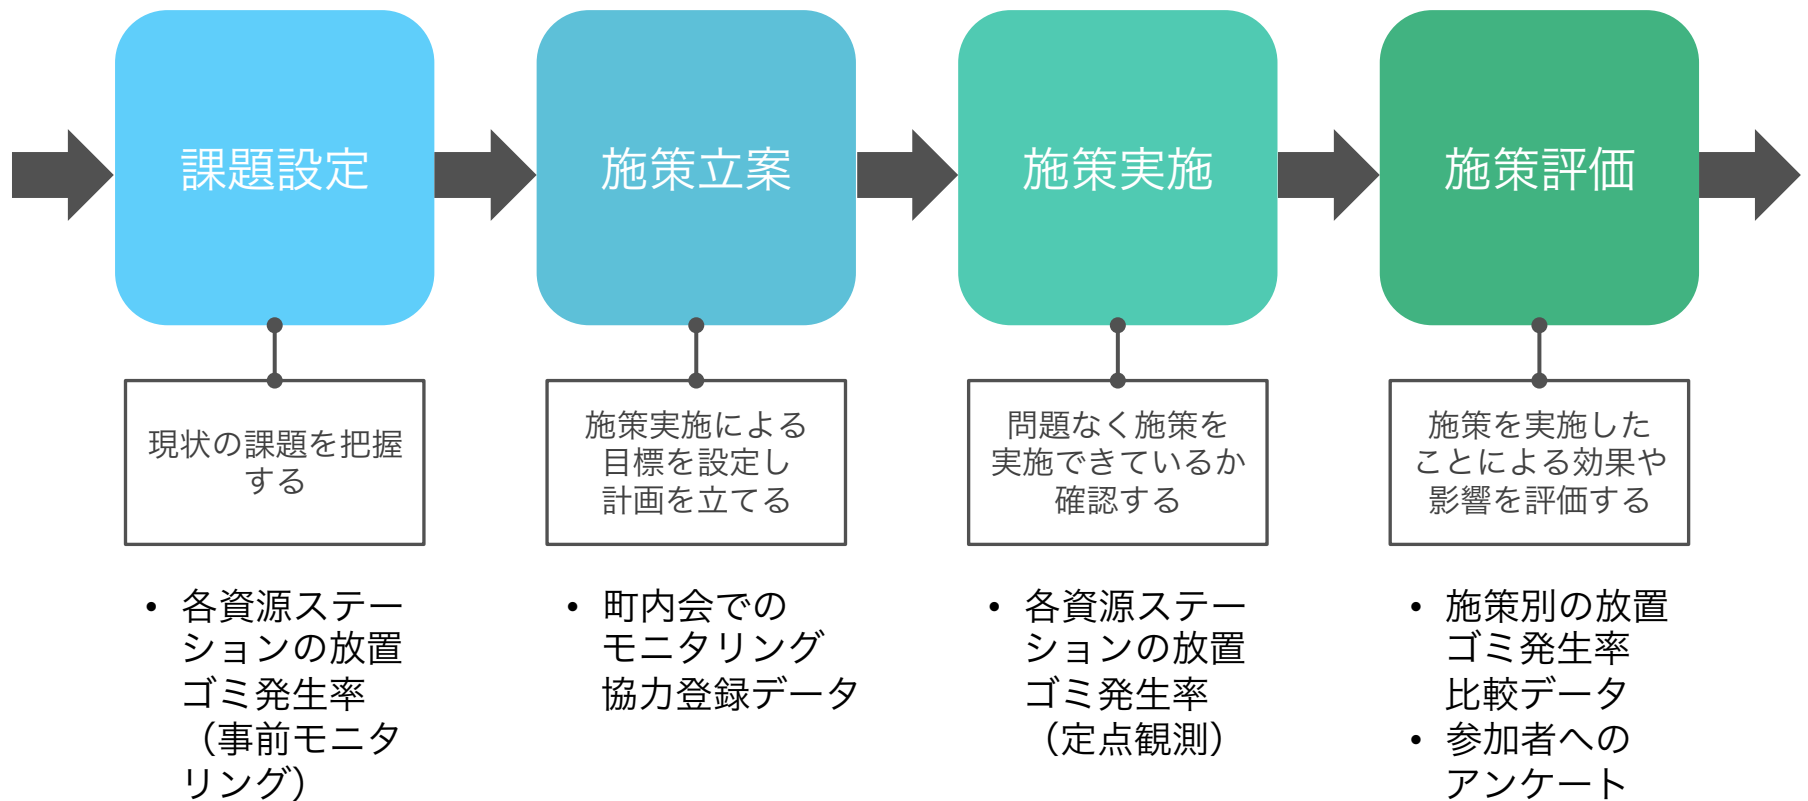 課題設定
施策立案
施策実施
施策評価
現状の課題を把握
する
施策実施による
目標を設定し
計画を立てる
問題なく施策を
実施できているか
確認する
施策を実施した
ことによる効果や
影響を評価する
• 各資源ステー
ションの放置
ゴミ発生率
（事前モニタ
リング）
• 町内会での
モニタリング
協力登録データ
• 各資源ステー
ションの放置
ゴミ発生率
（定点観測）
• 施策別の放置
ゴミ発生率
比較データ
• 参加者への
アンケート